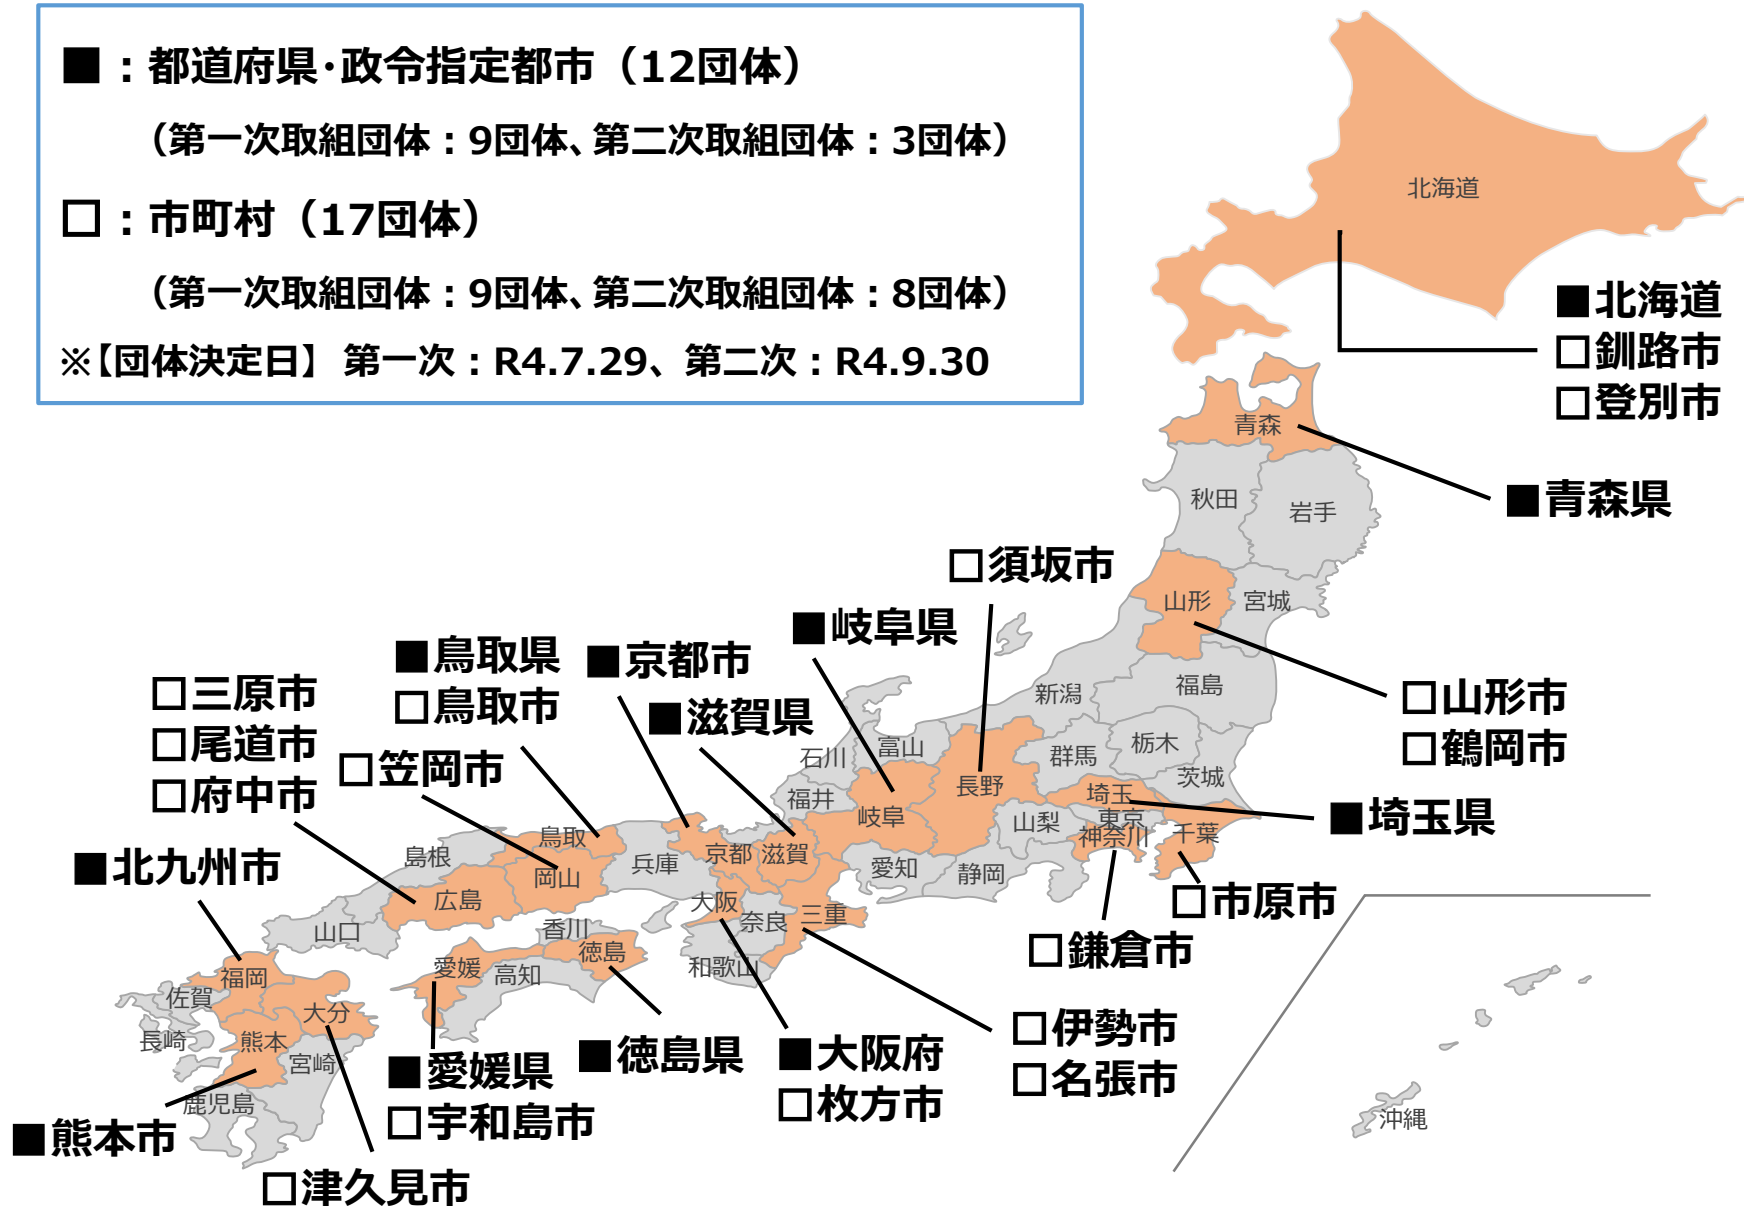 ■：都道府県･政令指定都市（12団体）
（第一次取組団体：9団体、第二次取組団体：3団体）
□：市町村（17団体）
（第一次取組団体：9団体、第二次取組団体：8団体）
※【団体決定日】 第一次：R4.7.29、第二次：R4.9.30
北海道
■北海道
□釧路市
□登別市
青森
■青森県
秋田
岩手
□須坂市
山形
宮城
■岐阜県
■鳥取県
□鳥取市
■京都市
■滋賀県
□三原市
□尾道市
□府中市
□笠岡市
新潟
福島
□山形市
□鶴岡市
石川
富山
群馬
栃木
茨城
福井
長野
埼玉
■埼玉県
岐阜
山梨
東京
神奈川
千葉
鳥取
島根
兵庫
京都
滋賀
愛知
静岡
■北九州市
岡山
広島
大阪
奈良
三重
□市原市
□鎌倉市
山口
香川
徳島
愛媛
高知
和歌山
福岡
佐賀
大分
長崎
熊本
宮崎
鹿児島
■愛媛県
□宇和島市
■徳島県
■大阪府
□枚方市
□伊勢市
□名張市
沖縄
■熊本市
□津久見市